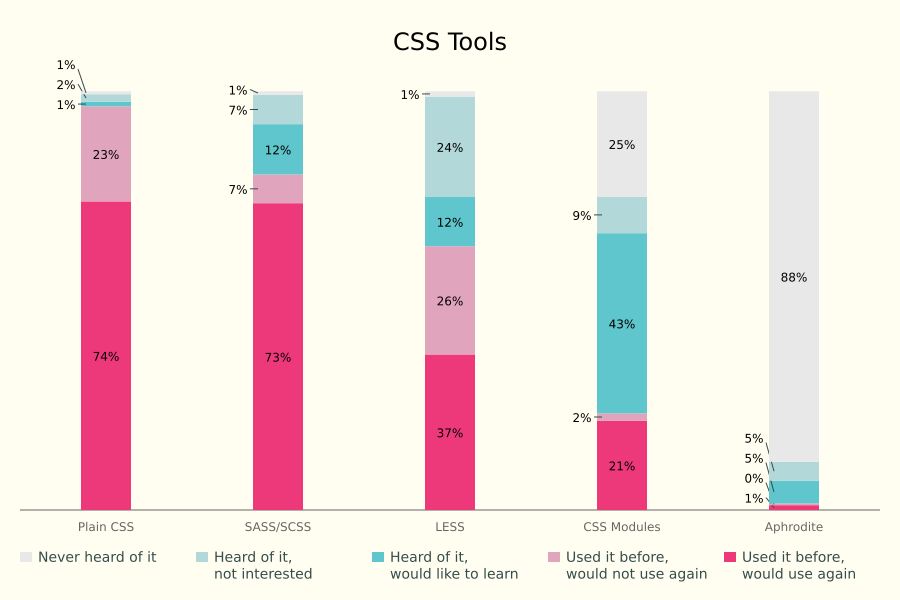 CSS Tools
1%
2%
1%
23%
74%
1%
7%
12%
7%
73%
1%
24%
12%
26%
37%
25%
9%
43%
2%
21%
88%
5%
5%
0%
1%
Plain CSS
SASS/SCSS
LESS
CSS Modules
Aphrodite
Never heard of it
Heard of it,
not interested
Heard of it,
would like to learn
Used it before,
would not use again
Used it before,
would use again